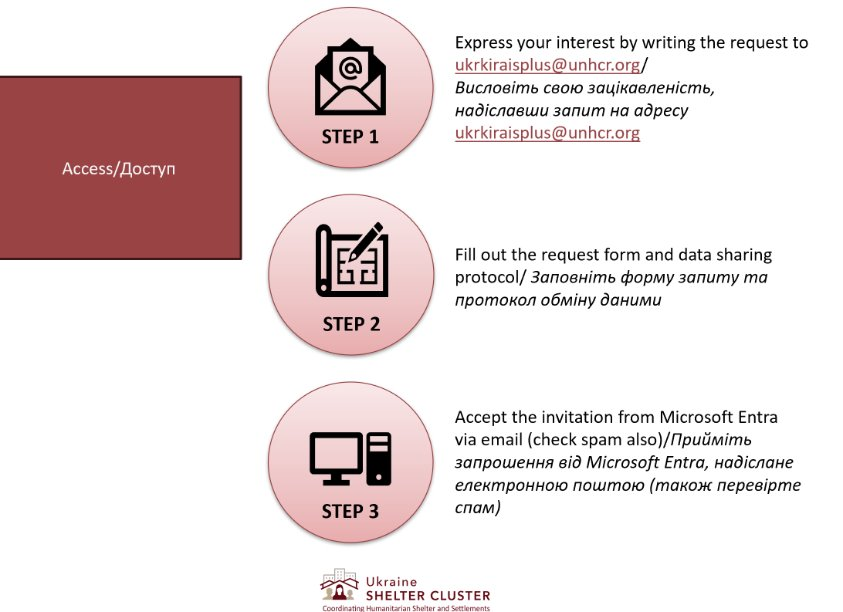 Access/Доступ
STEP 1
Express your interest by writing the request to
ukrkiraisplus@unhcr.org/
Висловіть свою зацікавленість,
надіславши запит на адресу
ukrkiraisplus@unhcr.org
STEP 2
Fill out the request form and data sharing
protocol/ Заповніть форму запиту та
протокол обміну даними
STEP 3
Accept the invitation from Microsoft Entra
via email (check spam also)/Прийміть
запрошення від Microsoft Entra, надіслане
електронною поштою (також перевірте
спам)
Ukraine
SHELTER CLUSTER
Coordinating Humanitarian Shelter and Settlements